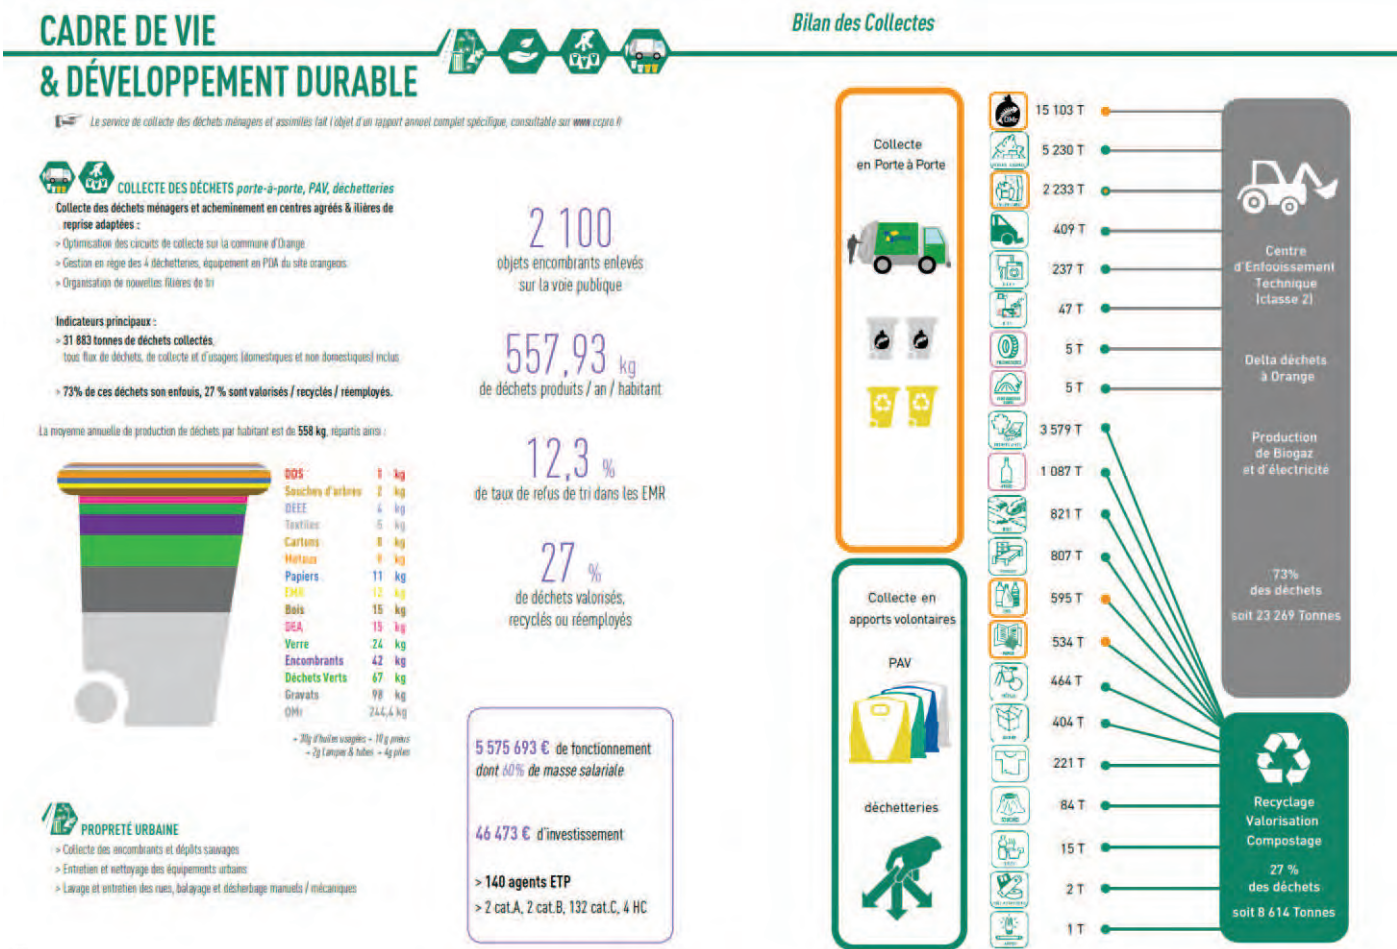 CADRE DE VIE
& DÉVELOPPEMENT DURABLE
Le service de collecte des déchets ménagers et assimilés fait l'objet d'un rapport annuel complet spécifique, consultable sur www.ccpro.fr
COLLECTE DES DÉCHETS porte-à-porte, PAV, déchetteries
Collecte des déchets ménagers et acheminement en centres agréés & ilières de
reprise adaptées :
> Optimisation des circuits de collecte sur la commune d'Orange
> Gestion en régie des 4 déchetteries, équipement en PDA du site orangeois
> Organisation de nouvelles filières de tri
Indicateurs principaux :
> 31 883 tonnes de déchets collectés,
tous flux de déchets, de collecte et d'usagers (domestiques et non domestiques) inclus
> 73% de ces déchets son enfouis, 27 % sont valorisés / recyclés / réemployés.
La moyenne annuelle de production de déchets par habitant est de 558 kg, répartis ainsi :
DDS kg
Souches d'arbres 2 kg
DEEE 4 kg
Textiles 5 kg
Cartons 8 kg
Métaux 9 kg
Papiers 11 kg
EMR 12 kg
Bois 15 kg
DEA 15 kg
Verre 24 kg
Encombrants 42 kg
Déchets Verts 67 kg
Gravats 98 kg
OMr 244,4 kg
+ 30g d'huiles usagées + 10 g pneus
+ 2g Lampes & tubes + 4g piles
PROPRETÉ URBAINE
> Collecte des encombrants et dépôts sauvages
> Entretien et nettoyage des équipements urbains
> Lavage et entretien des rues, balayage et désherbage manuels / mécaniques
2 100
objets encombrants enlevés
sur la voie publique
557,93 kg
de déchets produits / an / habitant
12,3 %
de taux de refus de tri dans les EMR
27 %
de déchets valorisés,
recyclés ou réemployés
5 575 693 € de fonctionnement
dont 60% de masse salariale
46 473 € d'investissement
> 140 agents ETP
> 2 cat.A, 2 cat.B, 132 cat.C, 4 HC
Bilan des Collectes
Collecte
en Porte à Porte
Collecte en
apports volontaires
PAV
déchetteries
15 103 T
5 230 T
2 233 T
409 T
237 T
47 T
5 T
5 T
3 579 T
1 087 T
821 T
807 T
595 T
534 T
464 T
404 T
221 T
84 T
15 T
2 T
1 T
Centre
d'Enfouissement
Technique
(classe 2)
Delta déchets
à Orange
Production
de Biogaz
et d'électricité
73%
des déchets
soit 23 269 Tonnes
Recyclage
Valorisation
Compostage
27 %
des déchets
soit 8 614 Tonnes